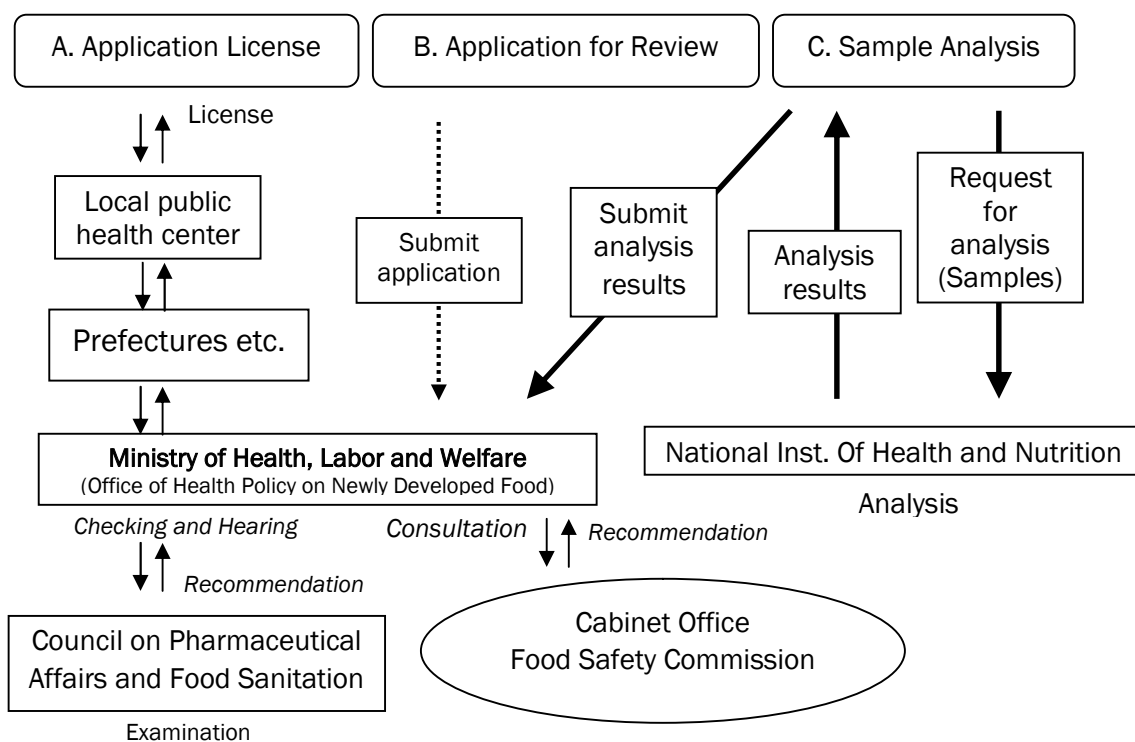 A. Application License
B. Application for Review
C. Sample Analysis
License
Local public
health center
Submit
application
Submit
analysis
results
Analysis
results
Request
for
analysis
(Samples)
Prefectures etc.
Ministry of Health, Labor and Welfare
(Office of Health Policy on Newly Developed Food)
National Inst. Of Health and Nutrition
Analysis
Checking and Hearing
Consultation
Recommendation
Recommendation
Council on Pharmaceutical
Affairs and Food Sanitation
Examination
Cabinet Office
Food Safety Commission